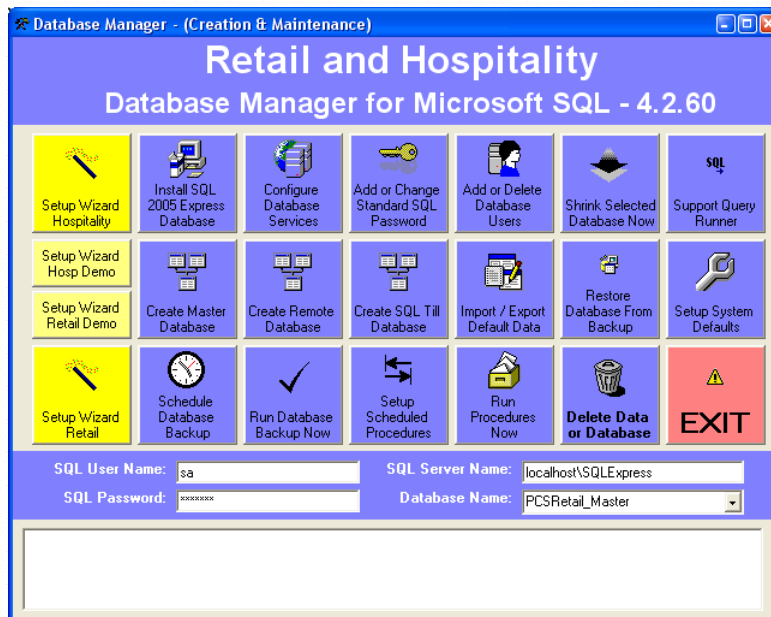 Database Manager - (Creation & Maintenance)
Retail and Hospitality
Database Manager for Microsoft SQL - 4.2.60
Setup Wizard
Hospitality
Install SQL
2005 Express
Database
Configure
Database
Services
Add or Change
Standard SQL
Password
Add or Delete
Database
Users
Shrink Selected
Database Now
SQL
Support Query
Runner
Setup Wizard
Hosp Demo
Setup Wizard
Retail Demo
Create Master
Database
Create Remote
Database
Create SQL Till
Database
Import / Export
Default Data
Restore
Database From
Backup
Setup System
Defaults
Setup Wizard
Retail
Schedule
Database
Backup
Run Database
Backup Now
Setup
Scheduled
Procedures
Run
Procedures
Now
Delete Data
or Database
EXIT
SQL User Name: sa
SQL Server Name: localhost\SQLExpress
SQL Password: *******
Database Name: PCSRetail_Master